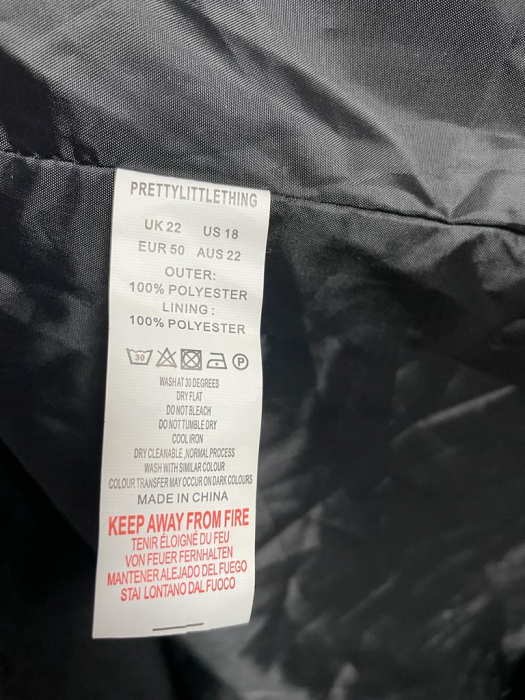 PRETTYLITTLETHING
UK 22 US 18
EUR 50 AUS 22
OUTER:
100% POLYESTER
LINING :
100% POLYESTER
30 P
WASH AT 30 DEGREES
DRY FLAT
DO NOT BLEACH
DO NOT TUMBLE DRY
COOL IRON
DRY CLEANABLE ,NORMAL PROCESS
WASH WITH SIMILAR COLOUR
COLOUR TRANSFER MAY OCCUR ON DARK COLOURS
MADE IN CHINA
KEEP AWAY FROM FIRE
TENIR ÉLOIGNÉ DU FEU
VON FEUER FERNHALTEN
MANTENER ALEJADO DEL FUEGO
STAI LONTANO DAL FUOCO